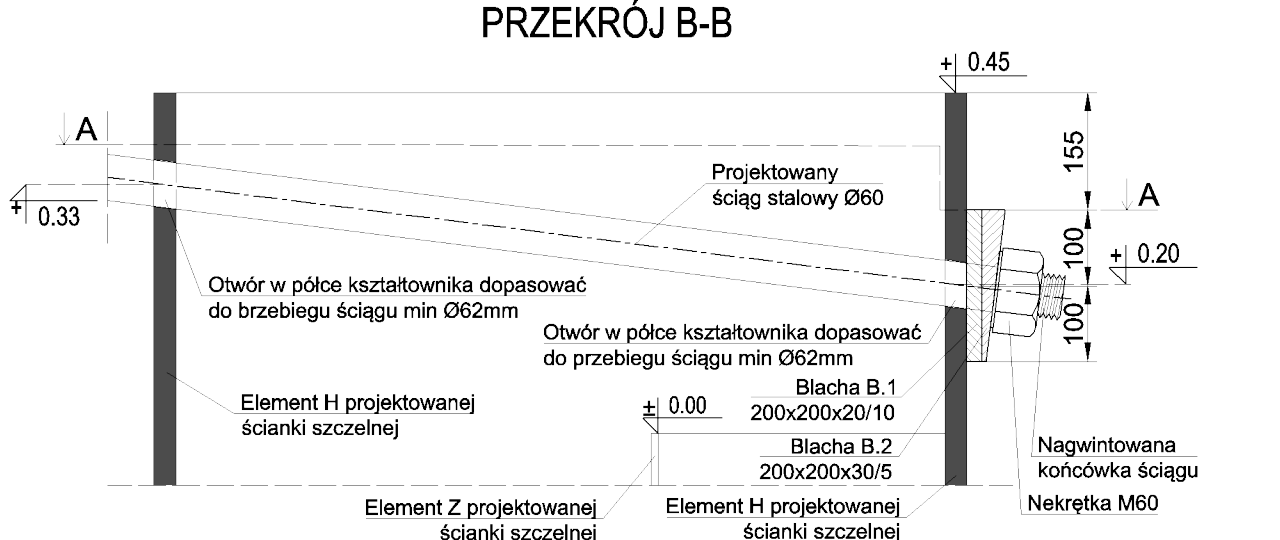 PRZEKRÓJ B-B
+ 0.45
A
155
Projektowany
ściąg stalowy Ø60
A
+ 0.33
100
+ 0.20
Otwór w półce kształtownika dopasować
do brzebiegu ściągu min Ø62mm
100
Otwór w półce kształtownika dopasować
do przebiegu ściągu min Ø62mm
Blacha B.1
200x200x20/10
Element H projektowanej
ścianki szczelnej
± 0.00
Blacha B.2
200x200x30/5
Nagwintowana
końcówka ściągu
Nekrętka M60
Element Z projektowanej
ścianki szczelnej
Element H projektowanej
ścianki szczelnej